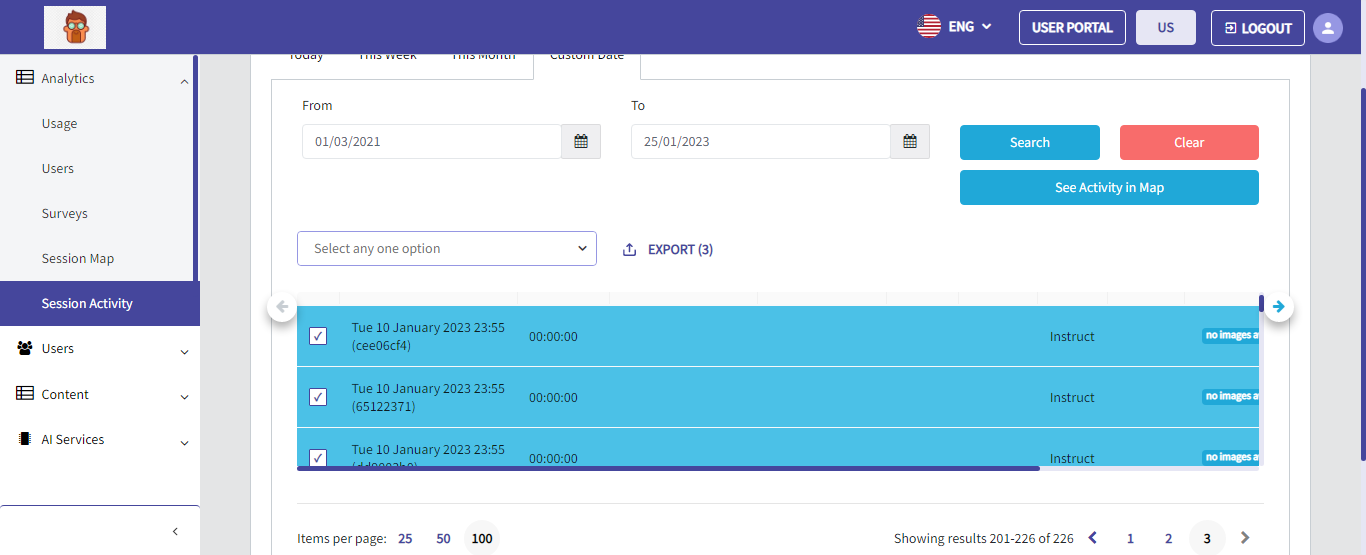 ENG
USER PORTAL
US
LOGOUT
Today
This Week
This Month
Custom Date
Analytics
Usage
Users
Surveys
Session Map
Session Activity
Users
Content
AI Services
From
To
01/03/2021
25/01/2023
Search
Clear
See Activity in Map
Select any one option
EXPORT (3)
Tue 10 January 2023 23:55
(cee06cf4)
00:00:00
Instruct
no images a
Tue 10 January 2023 23:55
(65122371)
00:00:00
Instruct
no images a
Tue 10 January 2023 23:55
00:00:00
Instruct
no images a
Items per page: 25 50 100
Showing results 201-226 of 226
1 2 3